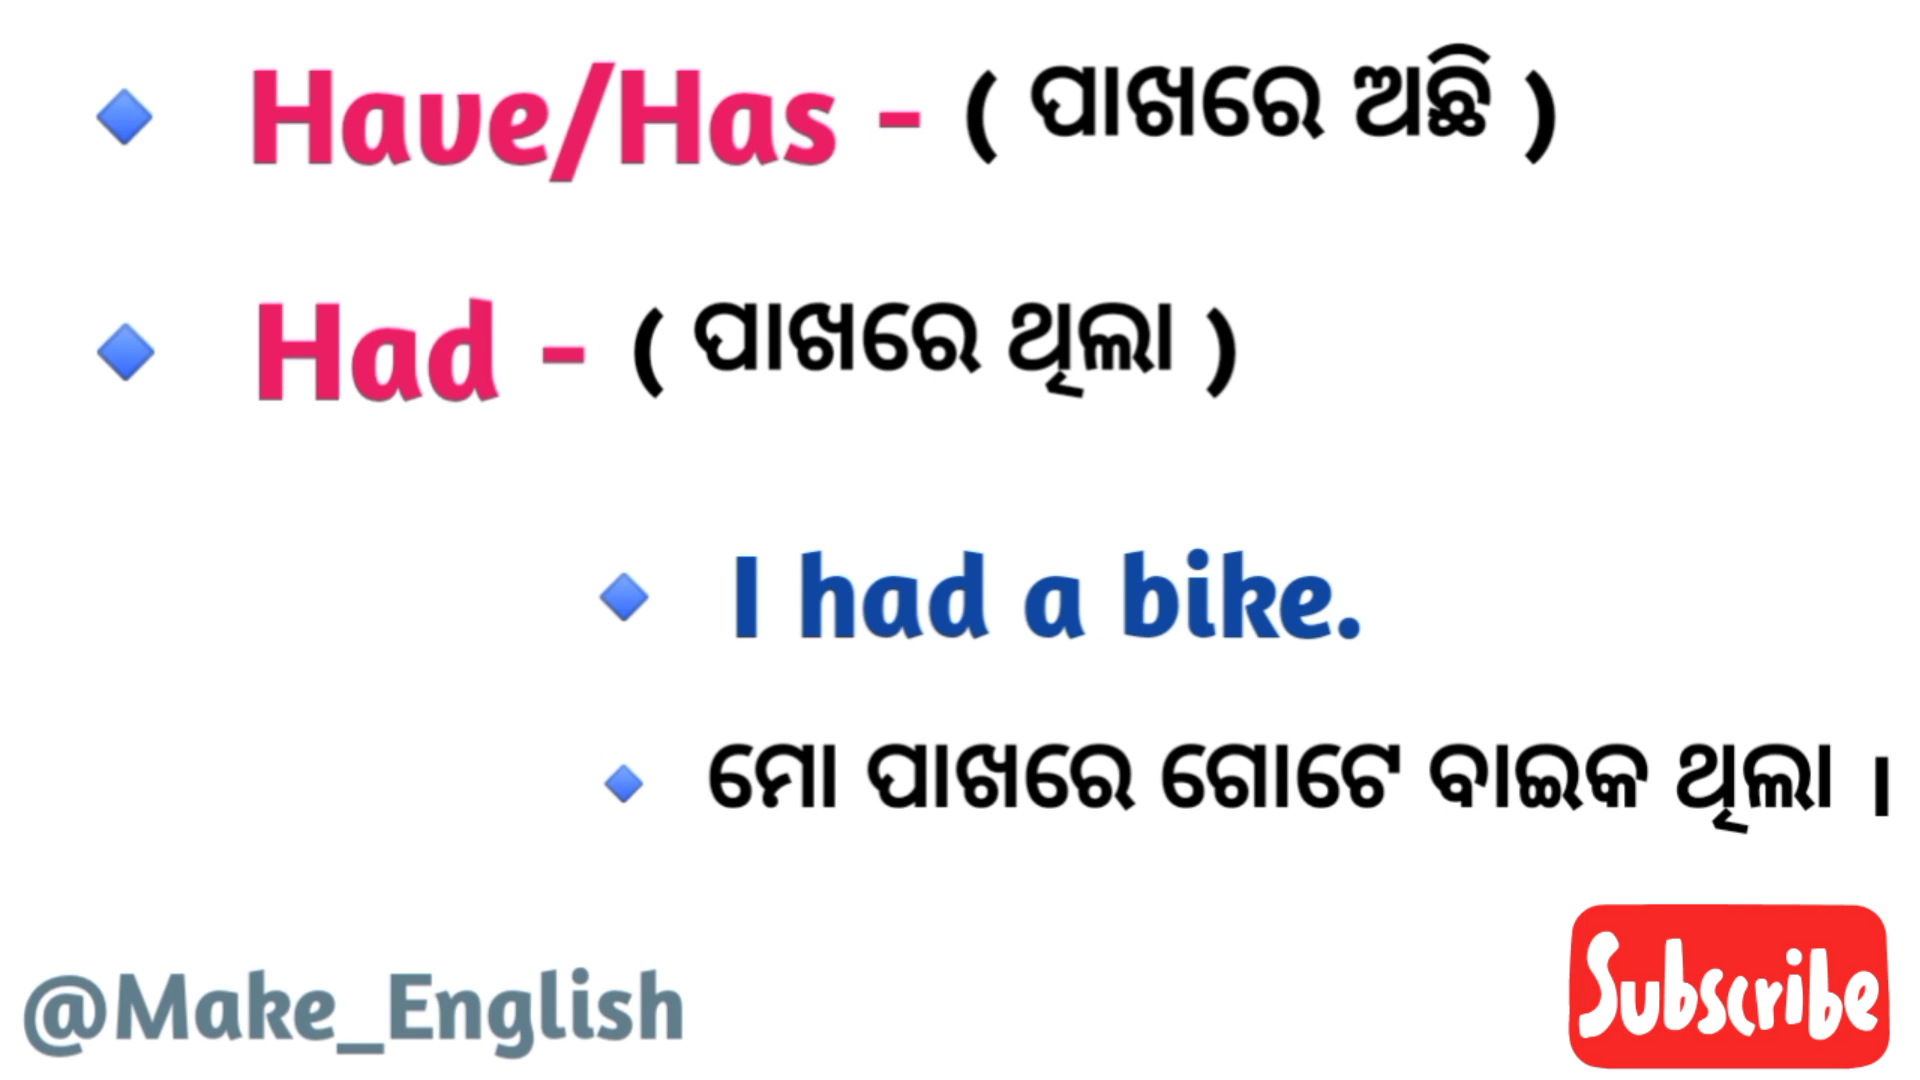 Have/Has - ( ପାଖରେ ଅଛି )
Had - ( ପାଖରେ ଥିଲା )
I had a bike.
ମୋ ପାଖରେ ଗୋଟେ ବାଇକ ଥିଲା ।
@Make_English
Subscribe